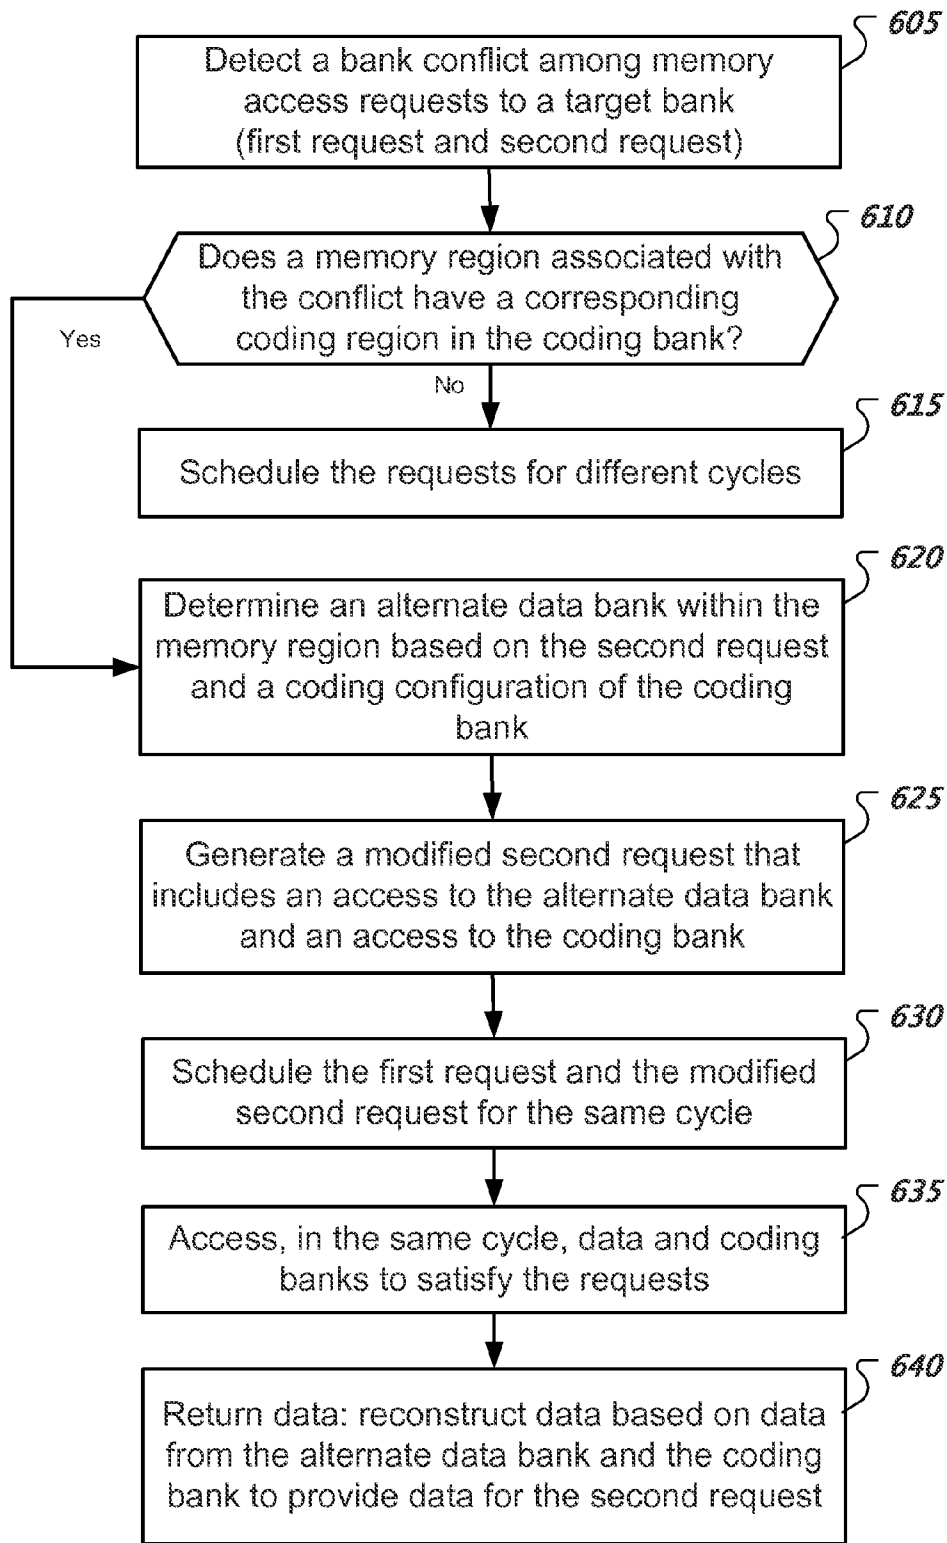 605
Detect a bank conflict among memory
access requests to a target bank
(first request and second request)
610
Does a memory region associated with
the conflict have a corresponding
coding region in the coding bank?
Yes
No
615
Schedule the requests for different cycles
620
Determine an alternate data bank within the
memory region based on the second request
and a coding configuration of the coding
bank
625
Generate a modified second request that
includes an access to the alternate data bank
and an access to the coding bank
630
Schedule the first request and the modified
second request for the same cycle
635
Access, in the same cycle, data and coding
banks to satisfy the requests
640
Return data: reconstruct data based on data
from the alternate data bank and the coding
bank to provide data for the second request